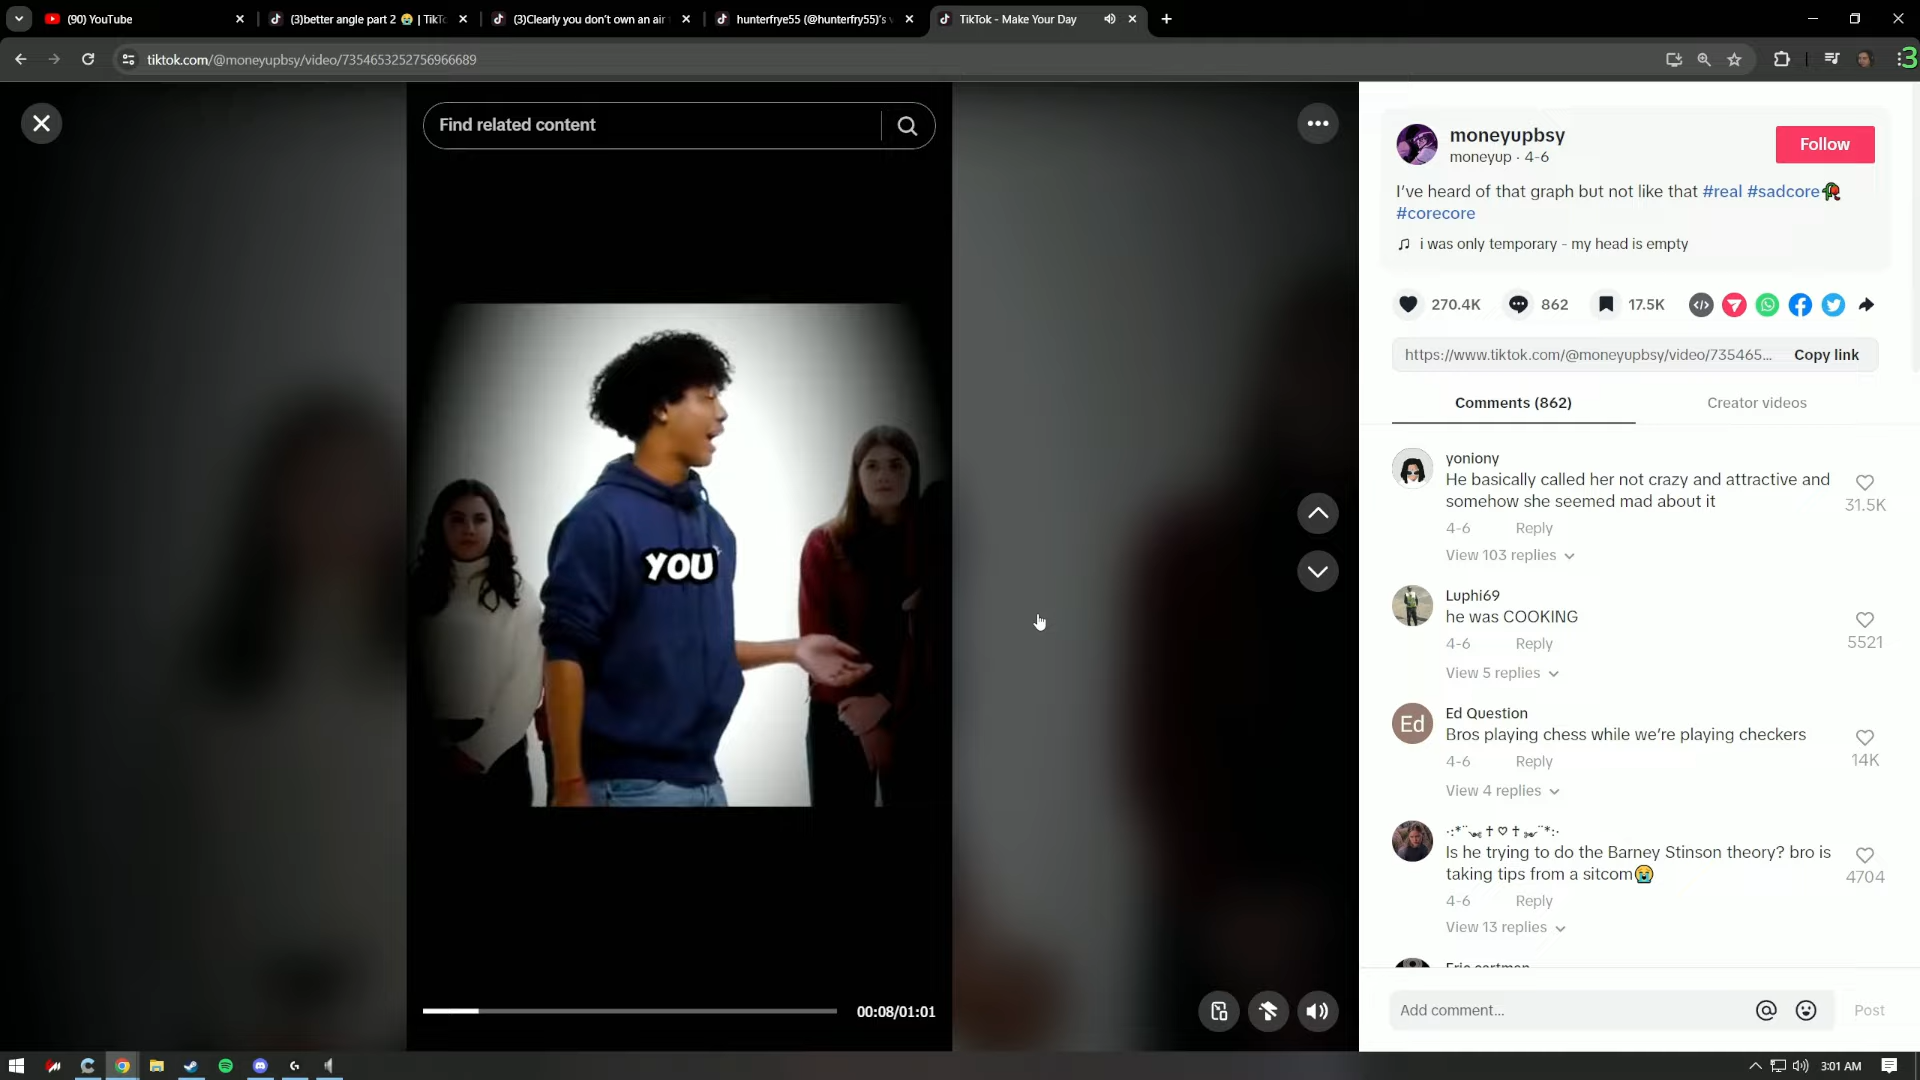 (90) YouTube
(3)better angle part 2 😭 | TikTo
(3)Clearly you don't own an air
hunterfrye55 (@hunterfry55)'s v
TikTok - Make Your Day
tiktok.com/@moneyupbsy/video/7354653252756966689
3
Find related content
YOU
00:08/01:01
moneyupbsy
moneyup · 4-6
Follow
I've heard of that graph but not like that #real #sadcore🥀
#corecore
♫ i was only temporary - my head is empty
270.4K
862
17.5K
https://www.tiktok.com/@moneyupbsy/video/735465...
Copy link
Comments (862)
Creator videos
yoniony
He basically called her not crazy and attractive and
somehow she seemed mad about it
31.5K
4-6 Reply
View 103 replies
Luphi69
he was COOKING
5521
4-6 Reply
View 5 replies
Ed
Ed Question
Bros playing chess while we're playing checkers
14K
4-6 Reply
View 4 replies
Is he trying to do the Barney Stinson theory? bro is
taking tips from a sitcom😭
4704
4-6 Reply
View 13 replies
Eric cartman
Add comment...
Post
3:01 AM